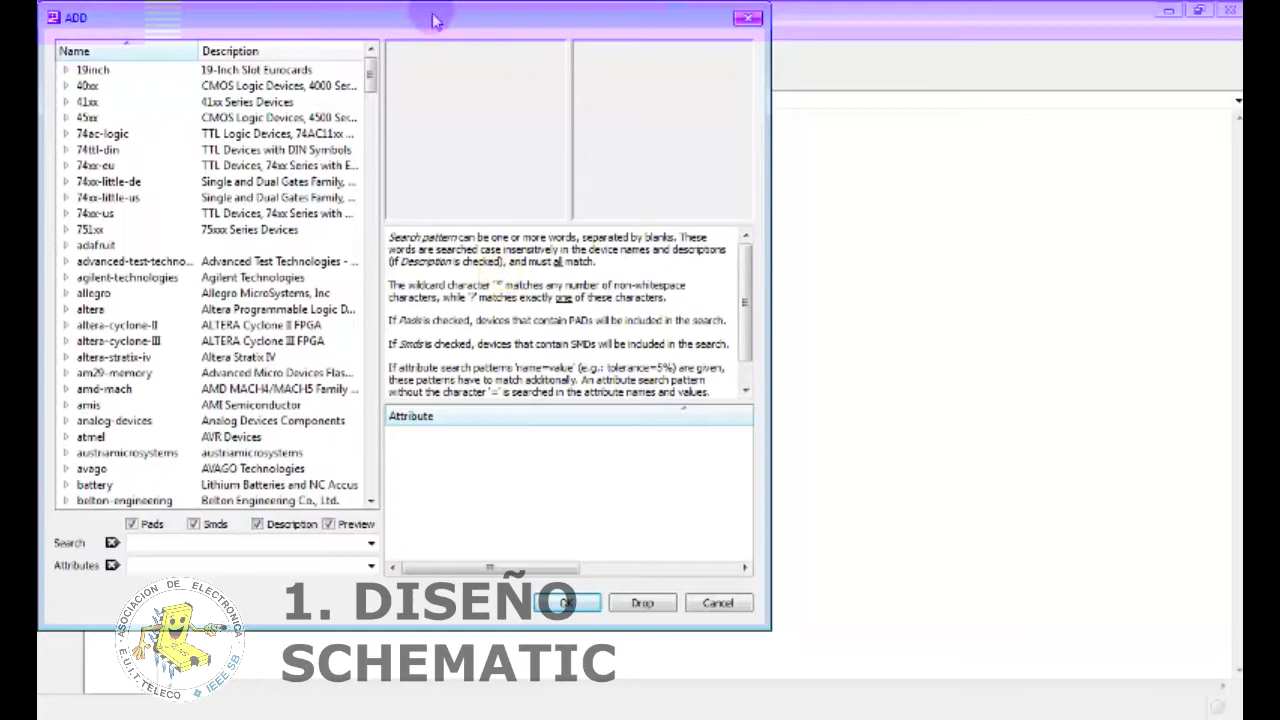 ADD
Name Description
19inch 19-Inch Slot Eurocards
40xx CMOS Logic Devices, 4000 Ser...
41xx 41xx Series Devices
45xx CMOS Logic Devices, 4500 Ser...
74ac-logic TTL Logic Devices, 74AC11xx ...
74ttl-din TTL Devices with DIN Symbols
74xx-eu TTL Devices, 74xx Series with E...
74xx-little-de Single and Dual Gates Family, ...
74xx-little-us Single and Dual Gates Family, ...
74xx-us TTL Devices, 74xx Series with ...
751xx 75xxx Series Devices
adafruit
advanced-test-techno... Advanced Test Technologies - ...
agilent-technologies Agilent Technologies
allegro Allegro MicroSystems, Inc
altera Altera Programmable Logic D...
altera-cyclone-II ALTERA Cyclone II FPGA
altera-cyclone-III ALTERA Cyclone III FPGA
altera-stratix-iv Altera Stratix IV
am29-memory Advanced Micro Devices Flas...
amd-mach AMD MACH4/MACH5 Family ...
amis AMI Semiconductor
analog-devices Analog Devices Components
atmel AVR Devices
austriamicrosystems austriamicrosystems
avago AVAGO Technologies
battery Lithium Batteries and NC Accus
belton-engineering Belton Engineering Co., Ltd.
Pads Smds Description Preview
Search
Attributes
Search pattern can be one or more words, separated by blanks. These
words are searched case insensitively in the device names and descriptions
(if Description is checked), and must all match.
The wildcard character '*' matches any number of non-whitespace
characters, while '?' matches exactly one of these characters.
If Pads is checked, devices that contain PADs will be included in the search.
If Smds is checked, devices that contain SMDs will be included in the search.
If attribute search patterns 'name=value' (e.g.: tolerance=5%) are given,
these patterns have to match additionally. An attribute search pattern
without the character '=' is searched in the attribute names and values.
Attribute
OK Drop Cancel
1. DISEÑO
SCHEMATIC
ASOCIACION DE ELECTRONICA
E.U.I.T.TELECO IEEE SB